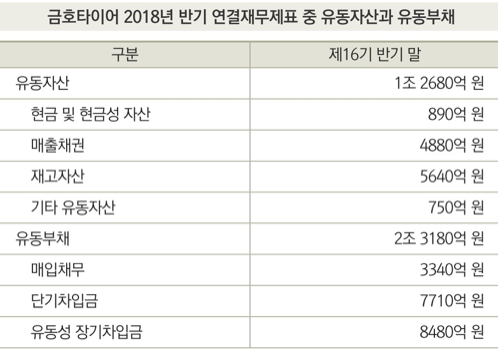 금호타이어 2018년 반기 연결재무제표 중 유동자산과 유동부채
구분 제16기 반기 말
유동자산 1조 2680억 원
현금 및 현금성 자산 890억 원
매출채권 4880억 원
재고자산 5640억 원
기타 유동자산 750억 원
유동부채 2조 3180억 원
매입채무 3340억 원
단기차입금 7710억 원
유동성 장기차입금 8480억 원